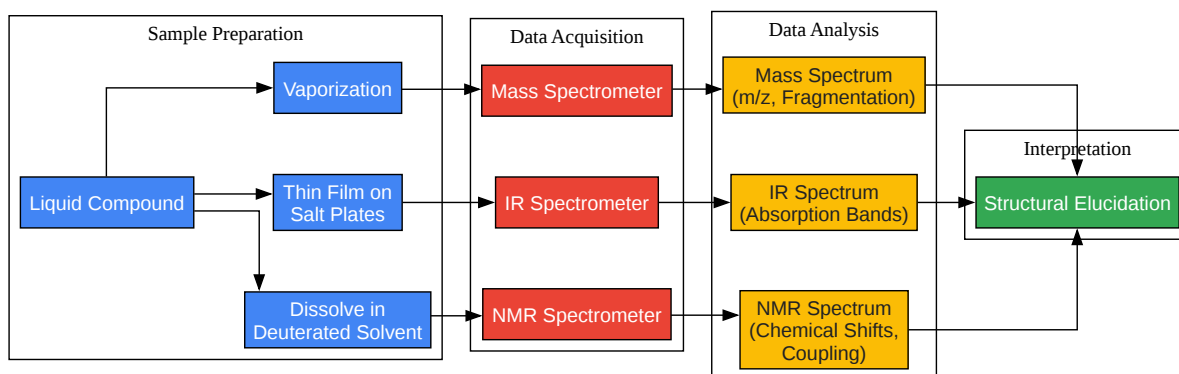 Sample Preparation
Data Acquisition
Data Analysis
Interpretation
Vaporization
Mass Spectrometer
Mass Spectrum
(m/z, Fragmentation)
Liquid Compound
Thin Film on
Salt Plates
IR Spectrometer
IR Spectrum
(Absorption Bands)
Structural Elucidation
Dissolve in
Deuterated Solvent
NMR Spectrometer
NMR Spectrum
(Chemical Shifts,
Coupling)